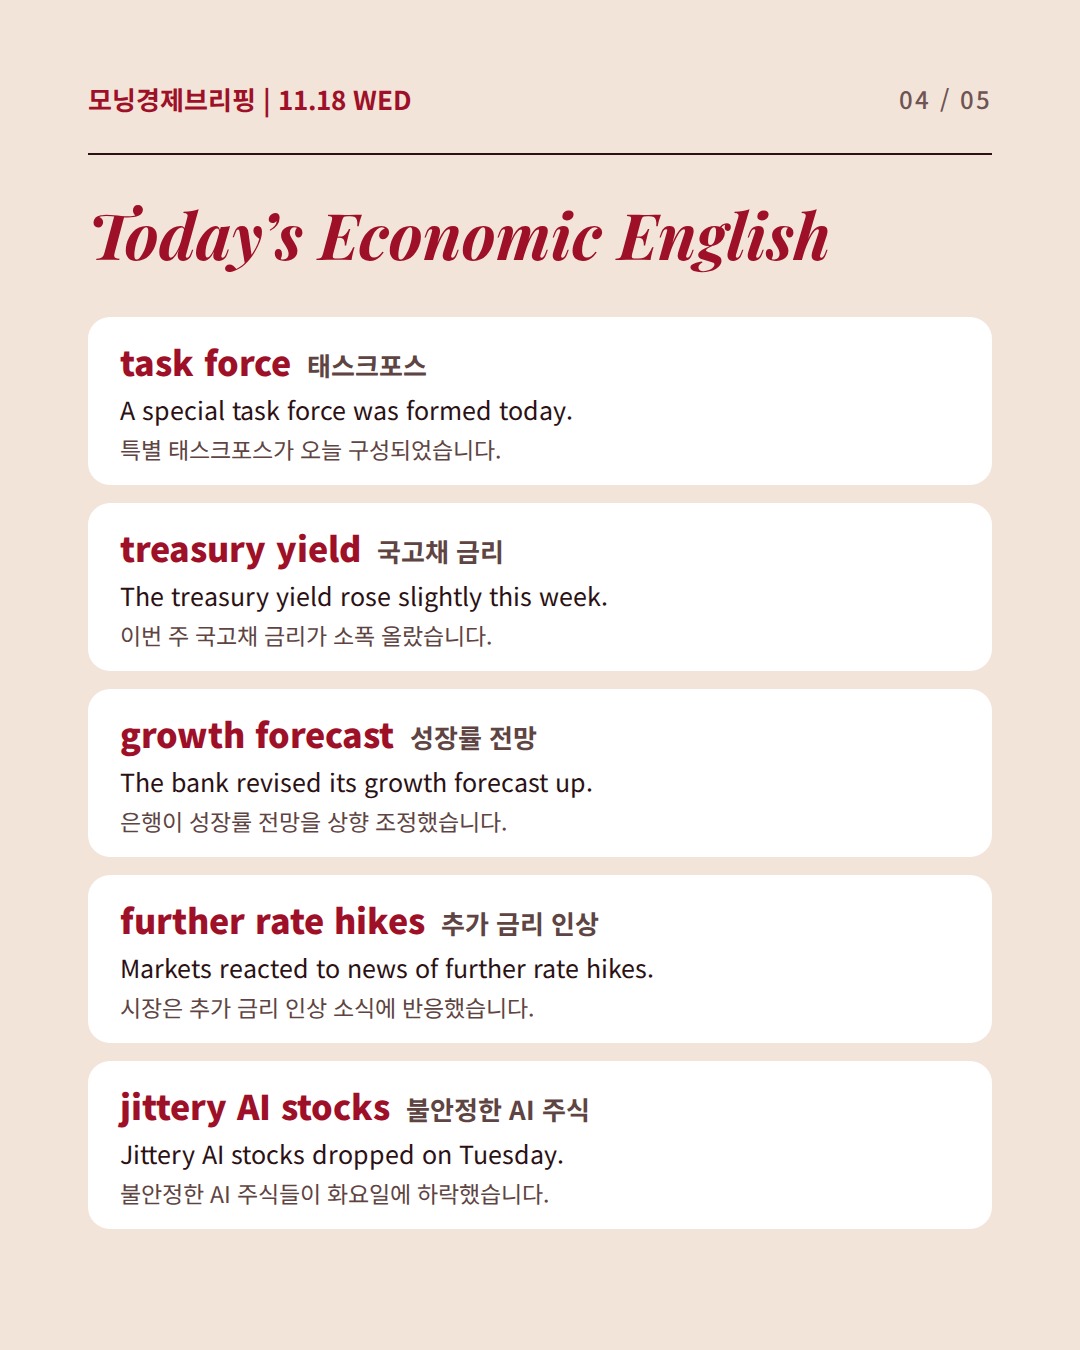 모닝경제브리핑 | 11.18 WED
04 / 05
Today’s Economic English
task force 태스크포스
A special task force was formed today.
특별 태스크포스가 오늘 구성되었습니다.
treasury yield 국고채 금리
The treasury yield rose slightly this week.
이번 주 국고채 금리가 소폭 올랐습니다.
growth forecast 성장률 전망
The bank revised its growth forecast up.
은행이 성장률 전망을 상향 조정했습니다.
further rate hikes 추가 금리 인상
Markets reacted to news of further rate hikes.
시장은 추가 금리 인상 소식에 반응했습니다.
jittery AI stocks 불안정한 AI 주식
Jittery AI stocks dropped on Tuesday.
불안정한 AI 주식들이 화요일에 하락했습니다.